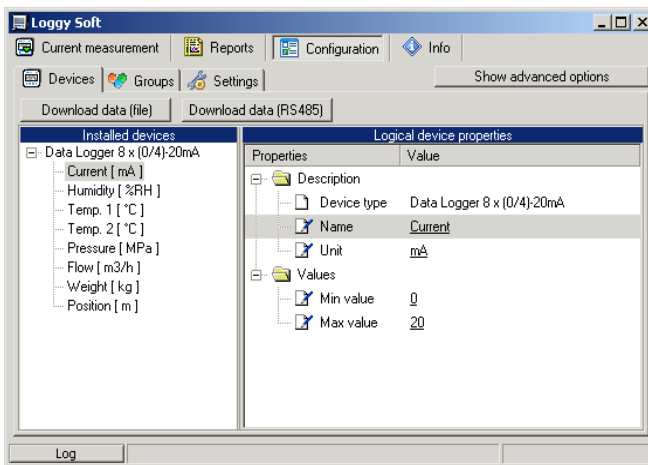 Loggy Soft
Current measurement Reports Configuration Info
Devices Groups Settings Show advanced options
Download data (file) Download data (RS485)
Installed devices
Data Logger 8 x (0/4)-20mA
Current [ mA ]
Humidity [ %RH ]
Temp. 1 [ °C ]
Temp. 2 [ °C ]
Pressure [ MPa ]
Flow [ m3/h ]
Weight [ kg ]
Position [ m ]
Logical device properties
Properties Value
Description
Device type Data Logger 8 x (0/4)-20mA
Name Current
Unit mA
Values
Min value 0
Max value 20
Log